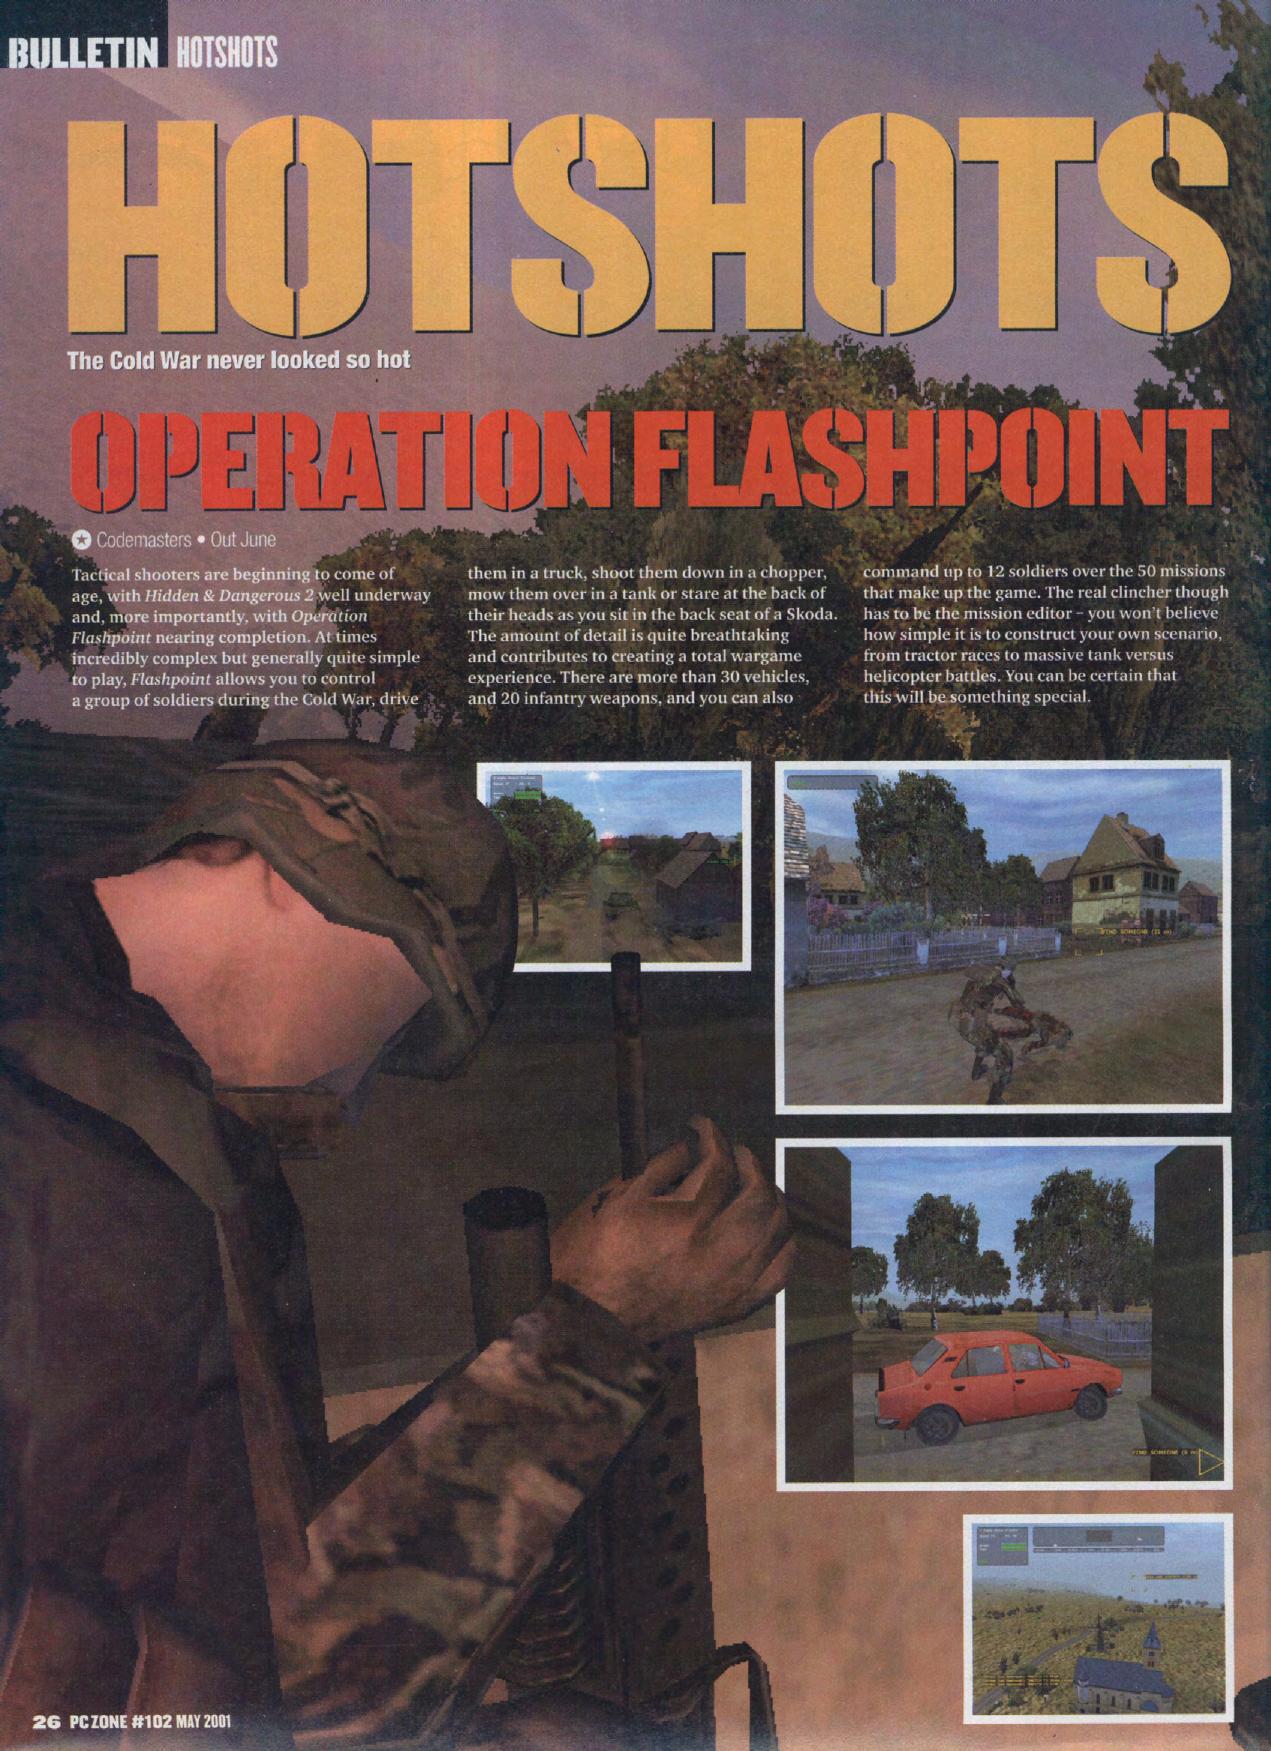 BULLETIN HOTSHOTS
HOTSHOTS
The Cold War never looked so hot
OPERATION FLASHPOINT
Codemasters • Out June
Tactical shooters are beginning to come of
age, with Hidden & Dangerous 2 well underway
and, more importantly, with Operation
Flashpoint nearing completion. At times
incredibly complex but generally quite simple
to play, Flashpoint allows you to control
a group of soldiers during the Cold War, drive
them in a truck, shoot them down in a chopper,
mow them over in a tank or stare at the back of
their heads as you sit in the back seat of a Skoda.
The amount of detail is quite breathtaking
and contributes to creating a total wargame
experience. There are more than 30 vehicles,
and 20 infantry weapons, and you can also
command up to 12 soldiers over the 50 missions
that make up the game. The real clincher though
has to be the mission editor – you won't believe
how simple it is to construct your own scenario,
from tractor races to massive tank versus
helicopter battles. You can be certain that
this will be something special.
FIND SOMEONE
FIND SOMEONE
26 PCZONE #102 MAY 2001